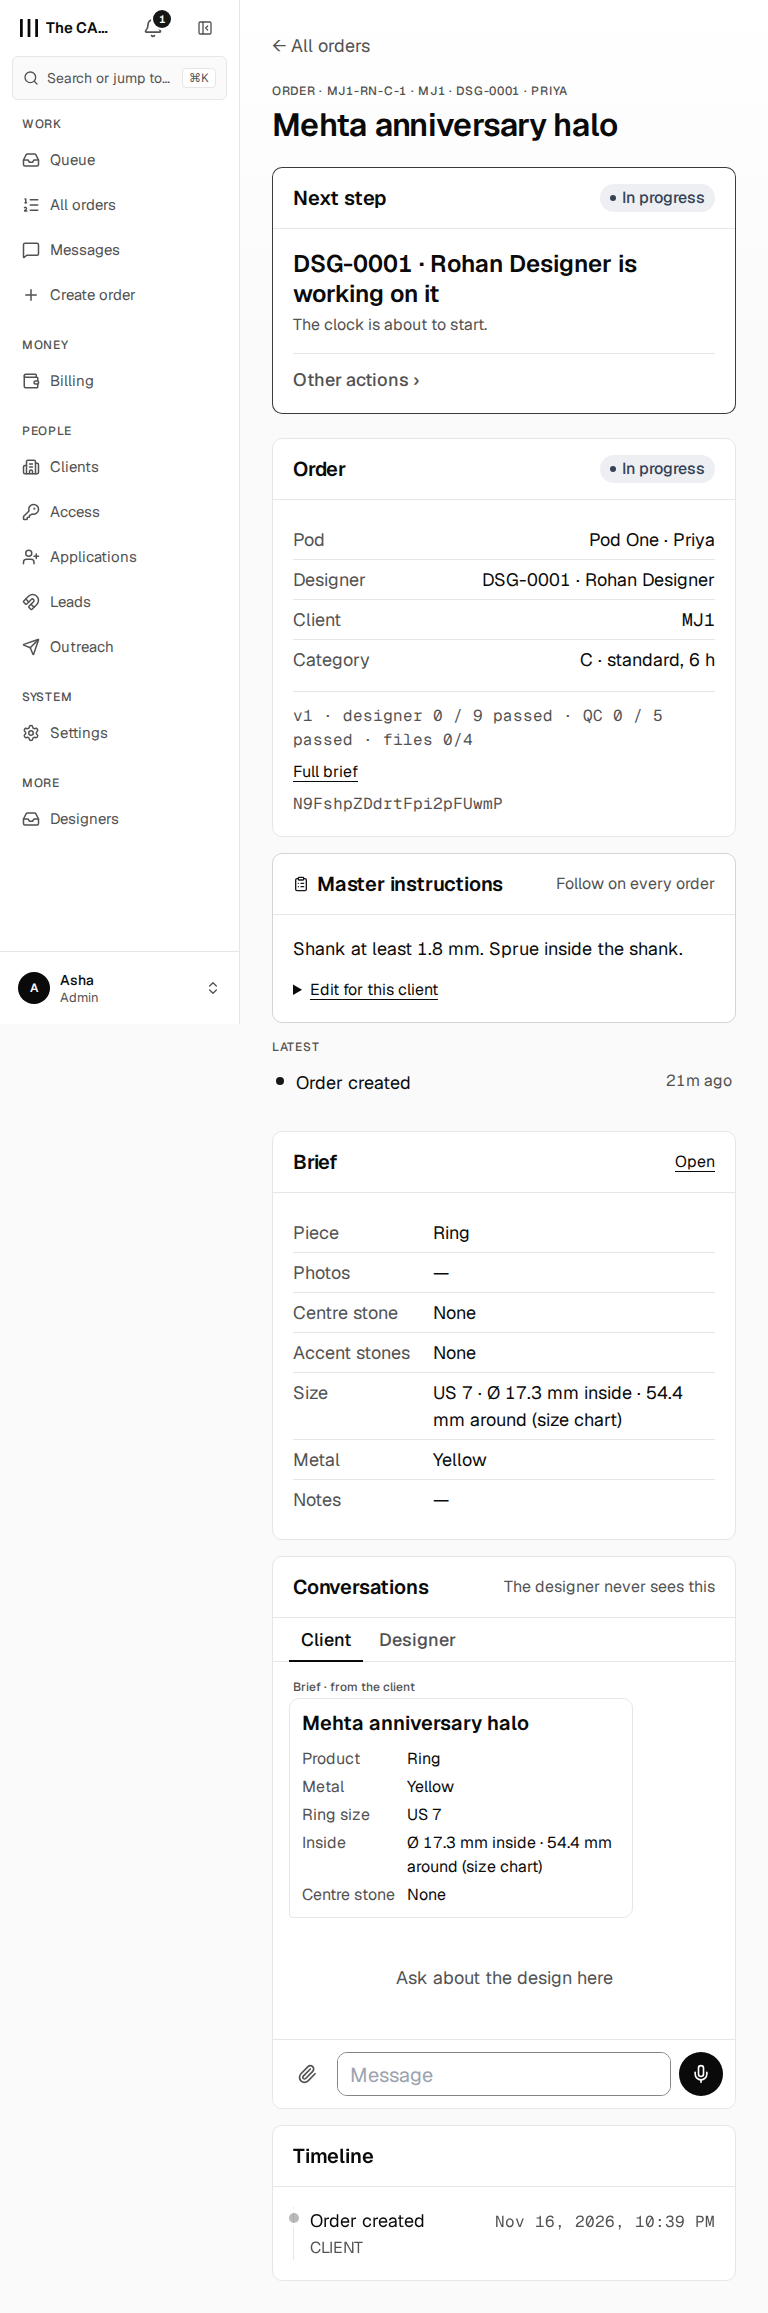 The CA...
1
Search or jump to...
⌘K
WORK
Queue
All orders
Messages
Create order
MONEY
Billing
PEOPLE
Clients
Access
Applications
Leads
Outreach
SYSTEM
Settings
MORE
Designers
A
Asha
Admin
← All orders
ORDER · MJ1-RN-C-1 · MJ1 · DSG-0001 · PRIYA
Mehta anniversary halo
Next step
In progress
DSG-0001 · Rohan Designer is
working on it
The clock is about to start.
Other actions ›
Order
In progress
Pod
Pod One · Priya
Designer
DSG-0001 · Rohan Designer
Client
MJ1
Category
C · standard, 6 h
v1 · designer 0 / 9 passed · QC 0 / 5
passed · files 0/4
Full brief
N9FshpZDdrtFpi2pFUwmP
Master instructions
Follow on every order
Shank at least 1.8 mm. Sprue inside the shank.
Edit for this client
LATEST
Order created
21m ago
Brief
Open
Piece
Ring
Photos
—
Centre stone
None
Accent stones
None
Size
US 7 · Ø 17.3 mm inside · 54.4
mm around (size chart)
Metal
Yellow
Notes
—
Conversations
The designer never sees this
Client
Designer
Brief · from the client
Mehta anniversary halo
Product
Ring
Metal
Yellow
Ring size
US 7
Inside
Ø 17.3 mm inside · 54.4 mm
around (size chart)
Centre stone
None
Ask about the design here
Message
Timeline
Order created
Nov 16, 2026, 10:39 PM
CLIENT